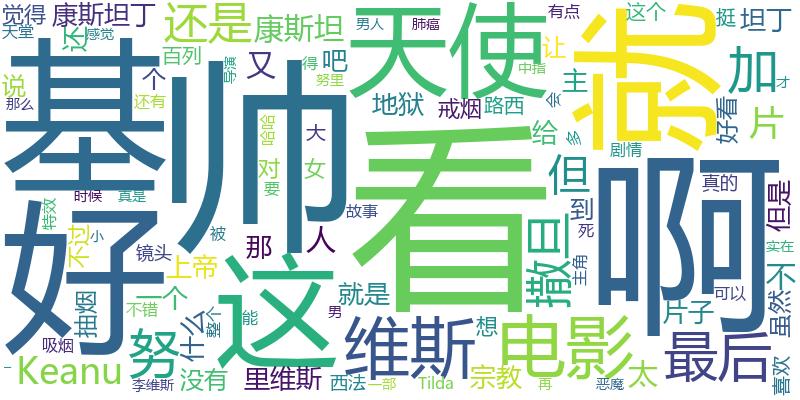 觉得
康斯坦丁
还是
天使
有点
这个
挺
坦丁
天堂
还
感觉
百列
康斯坦
男人
肺癌
就
说
个
导演
又
得
吧
努里
中指
让
主
加
才
那么
还有
基
帅
地狱
戒烟
路西
会
好看
片
哈哈
大
看
给
多
对
女
要
但
剧情
啊
时候
真是
故事
到
真的
但是
好
特效
不过
小
被
那
人
撒旦
死
主角
实在
镜头
上帝
这
就是
不
抽烟
一个
维斯
想
电影
片子
可以
虽然
不错
什么
整个
能
男
最后
吸烟
努
Keanu
没有
里维斯
西法
宗教
太
喜欢
一
李维斯
一部
Tilda
再
恶魔